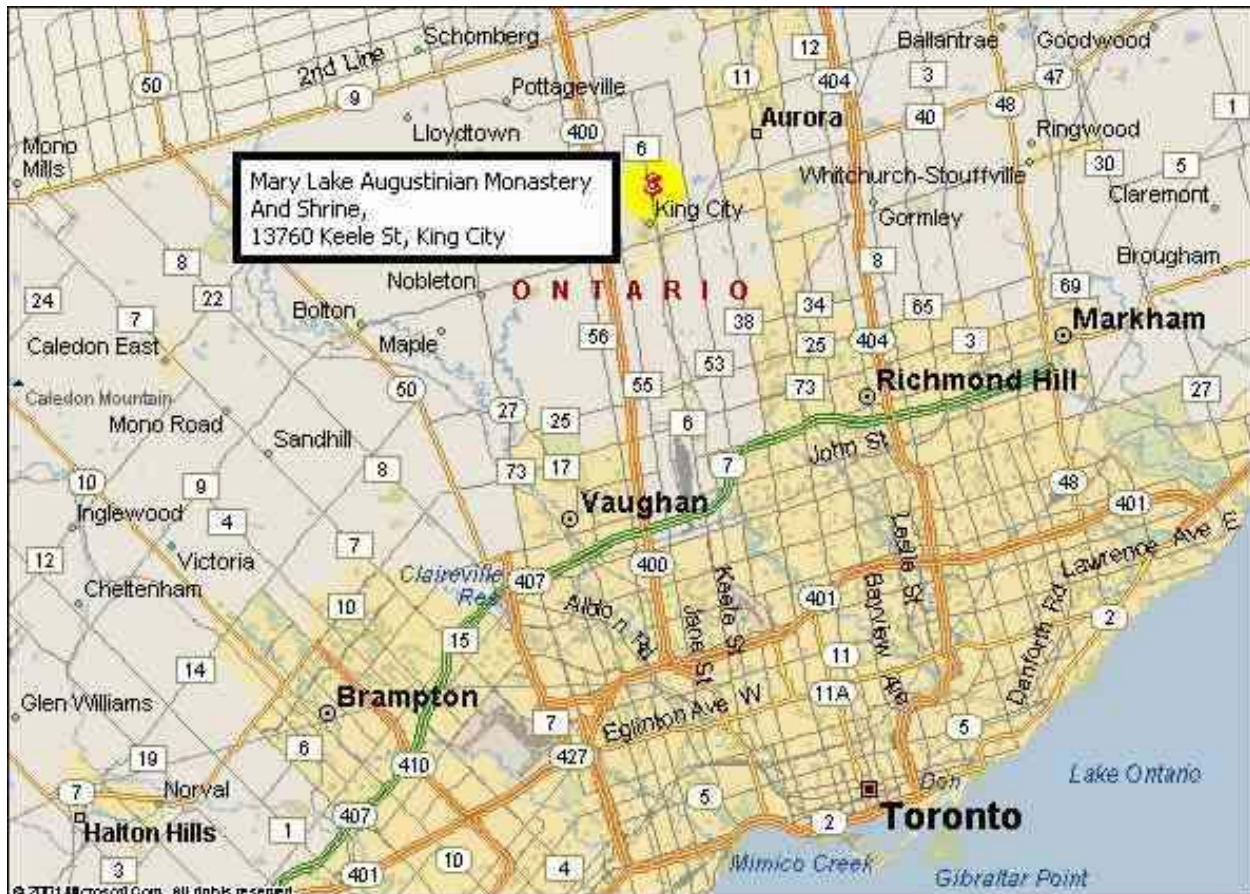 Schomberg
Ballantrae
Goodwood
2nd Line
12
50
11
404
3
47
9
Pottageville
48
1
Lloydtown
400
Aurora
40
Ringwood
Mono
Mills
6
30
5
Whitchurch-Stouffville
Claremont
Mary Lake Augustinian Monastery
And Shrine,
13760 Keele St, King City
King City
Gormley
8
8
Brougham
24
22
Nobleton
ONTARIO
69
7
Bolton
34
65
38
Markham
Caledon East
Maple
56
25
404
3
53
Caledon Mountain
50
55
73
Richmond Hill
27
Mono Road
27
25
6
Sandhill
John St
10
8
73
17
7
9
48
Inglewood
4
Vaughan
401
7
12
Victoria
Claireville
Res
407
400
Keele St
Leslie St
Lawrence Ave E
Cheltenham
10
Albion Rd
Jane St
401
Bayview Ave
Danforth Rd
2
15
14
11
Glen Williams
Brampton
11A
7
Eglinton Ave W
5
19
6
410
427
Lake Ontario
Norval
7
Don
5
407
Toronto
Halton Hills
1
2
3
401
10
4
Mimico Creek
Gibraltar Point
© 2001 Microsoft Corp. All rights reserved.